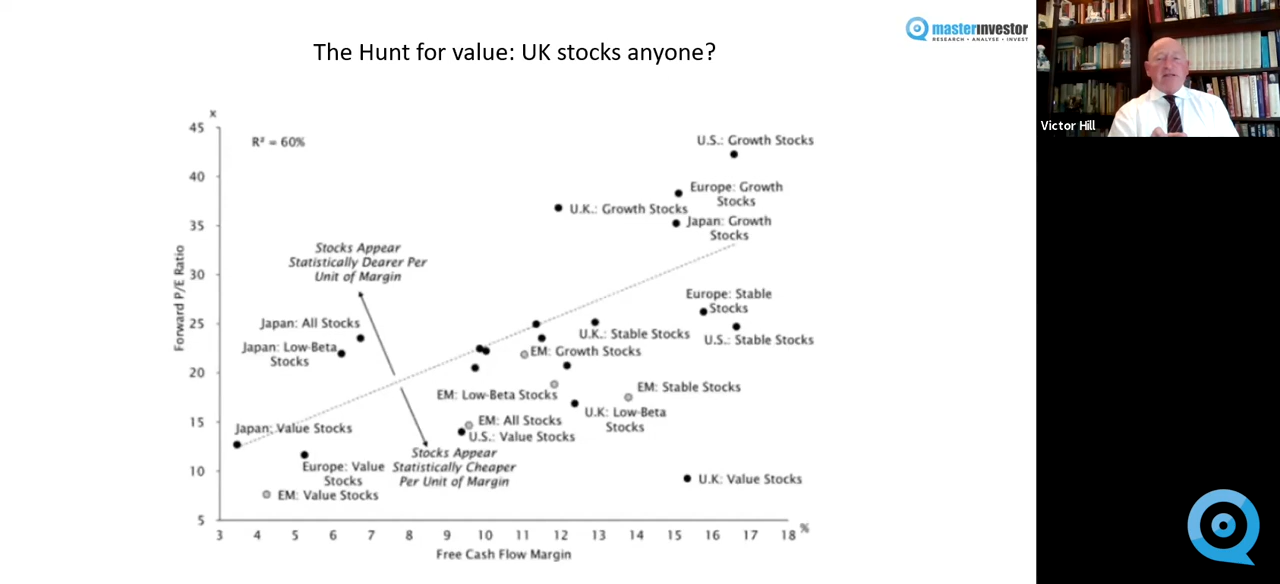 The Hunt for value: UK stocks anyone?
masterinvestor
RESEARCH • ANALYSE • INVEST
Victor Hill
x
45
R² = 60%
U.S.: Growth Stocks
40
Europe: Growth
Stocks
U.K.: Growth Stocks
Japan: Growth
Stocks
35
Stocks Appear
Statistically Dearer Per
Unit of Margin
30
Forward P/E Ratio
Europe: Stable
Stocks
25
Japan: All Stocks
U.K.: Stable Stocks
U.S.: Stable Stocks
Japan: Low-Beta
Stocks
EM: Growth Stocks
20
EM: Low-Beta Stocks
EM: Stable Stocks
U.K: Low-Beta
Stocks
15
Japan: Value Stocks
EM: All Stocks
U.S.: Value Stocks
Stocks Appear
Statistically Cheaper
Per Unit of Margin
10
Europe: Value
Stocks
EM: Value Stocks
U.K: Value Stocks
5
3 4 5 6 7 8 9 10 11 12 13 14 15 16 17 18 %
Free Cash Flow Margin